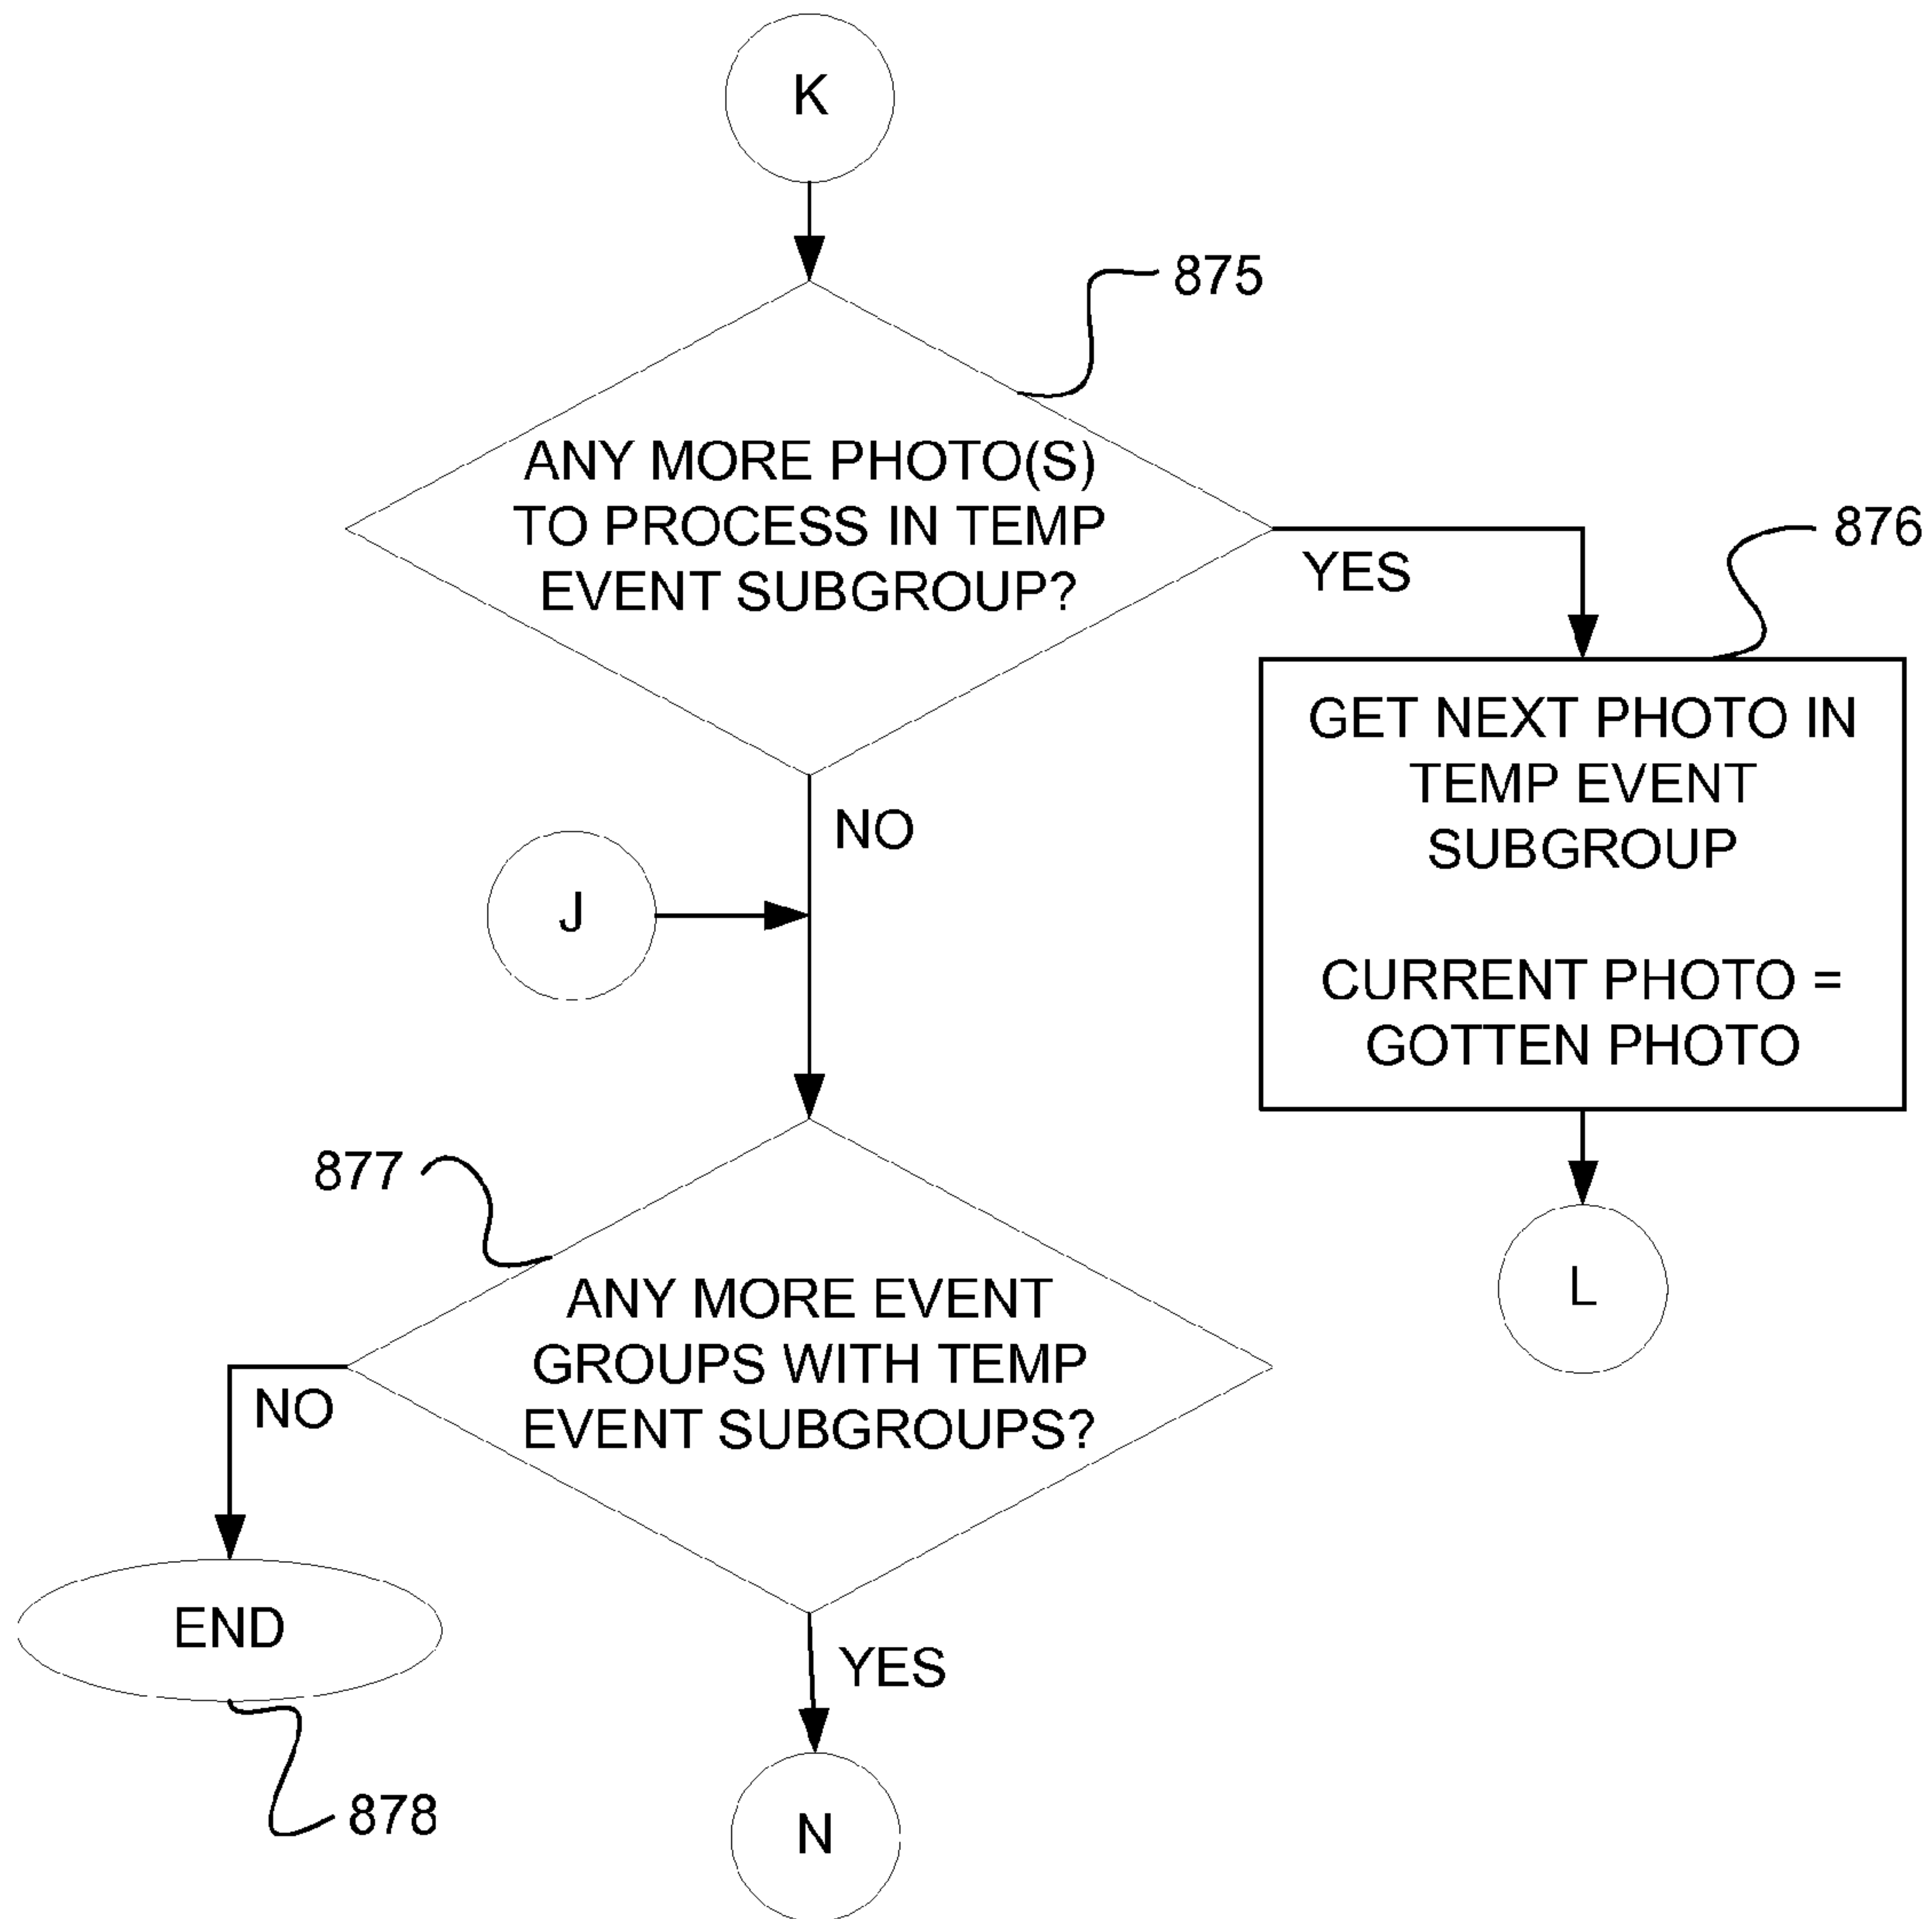 K
875
ANY MORE PHOTO(S)
TO PROCESS IN TEMP
EVENT SUBGROUP?
YES
876
GET NEXT PHOTO IN
TEMP EVENT
SUBGROUP
CURRENT PHOTO =
GOTTEN PHOTO
L
NO
J
877
ANY MORE EVENT
GROUPS WITH TEMP
EVENT SUBGROUPS?
NO
END
878
YES
N